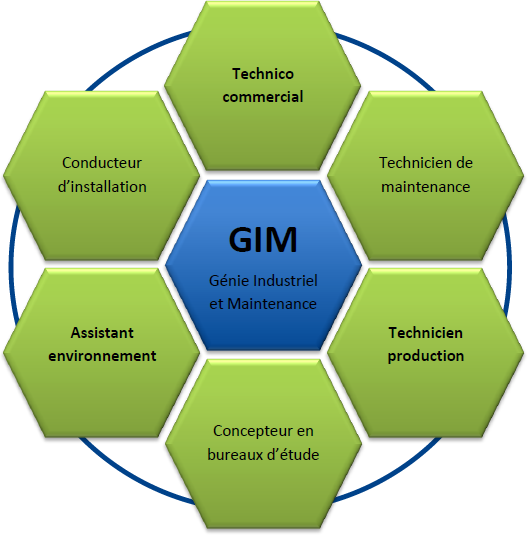 Technico
commercial
Conducteur
d’installation
Technicien de
maintenance
GIM
Génie Industriel
et Maintenance
Assistant
environnement
Technicien
production
Concepteur en
bureaux d’étude